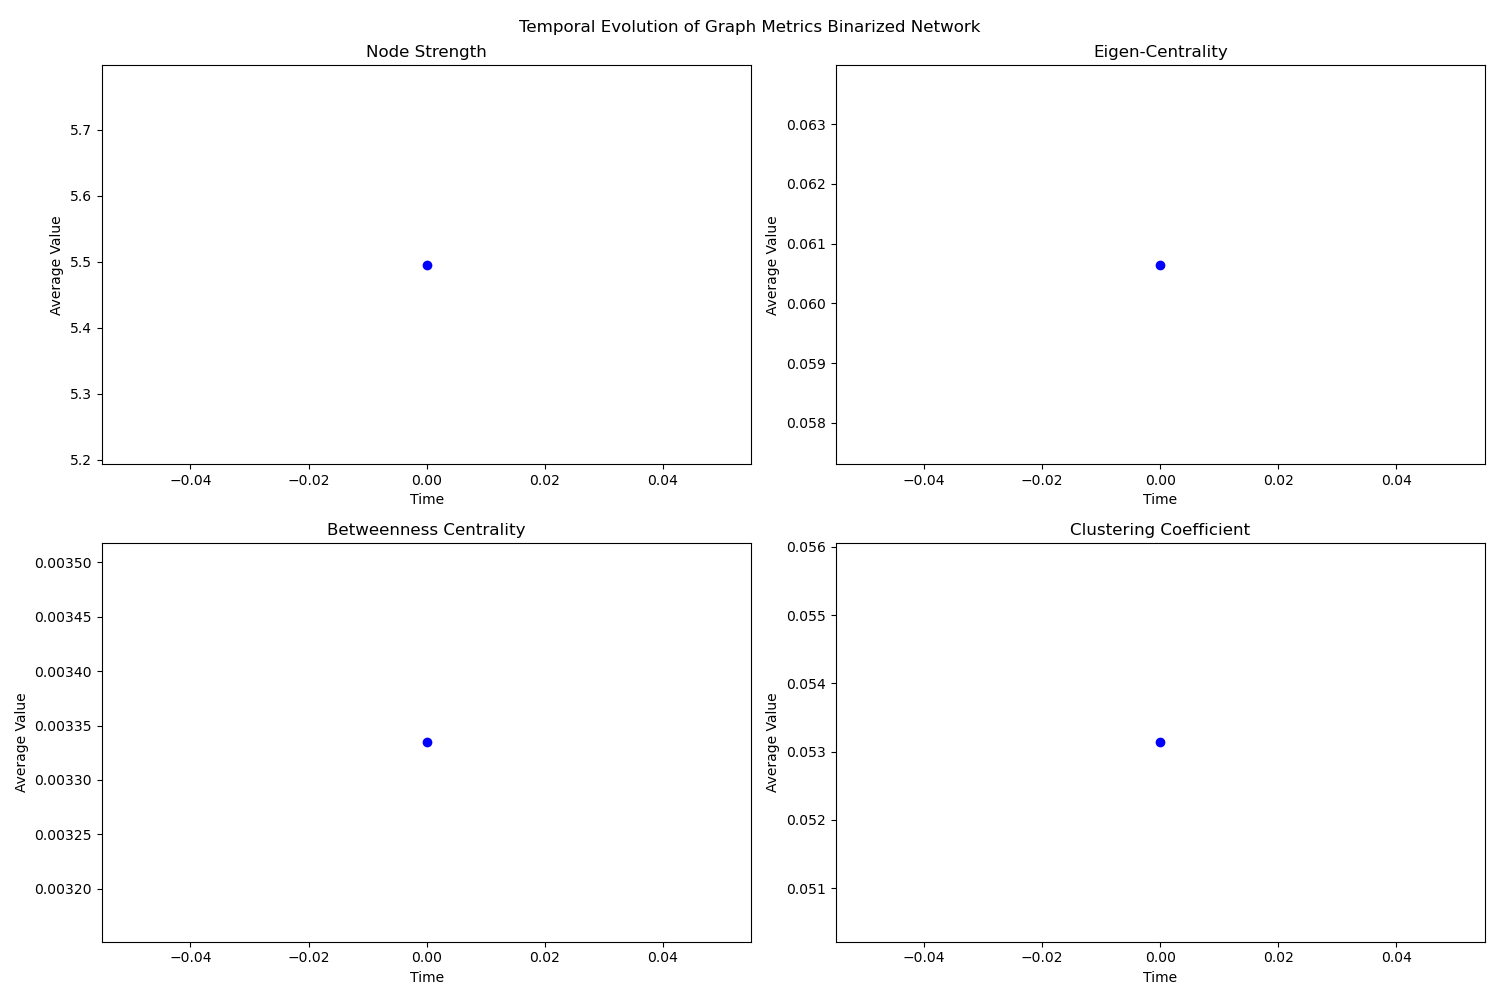 Temporal Evolution of Graph Metrics Binarized Network
Node Strength
Average Value
5.7
5.6
5.5
5.4
5.3
5.2
−0.04 −0.02 0.00 0.02 0.04
Time
Eigen-Centrality
Average Value
0.063
0.062
0.061
0.060
0.059
0.058
−0.04 −0.02 0.00 0.02 0.04
Time
Betweenness Centrality
Average Value
0.00350
0.00345
0.00340
0.00335
0.00330
0.00325
0.00320
−0.04 −0.02 0.00 0.02 0.04
Time
Clustering Coefficient
Average Value
0.056
0.055
0.054
0.053
0.052
0.051
−0.04 −0.02 0.00 0.02 0.04
Time